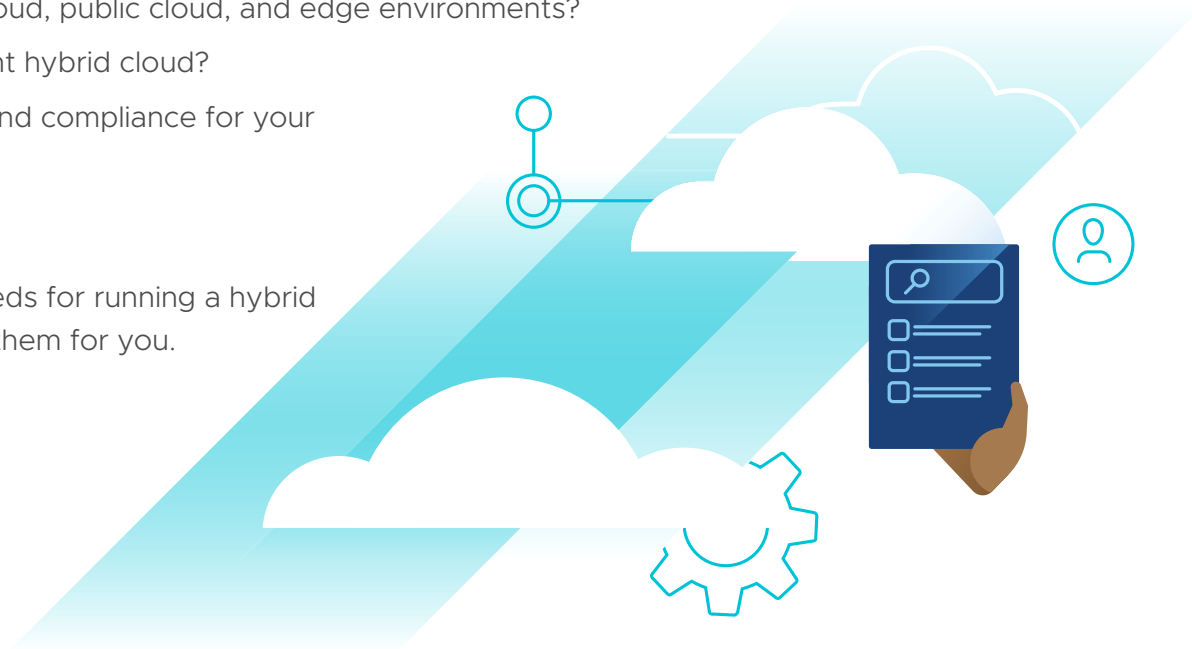 oud, public cloud, and edge environments?
nt hybrid cloud?
nd compliance for your
eds for running a hybrid
them for you.